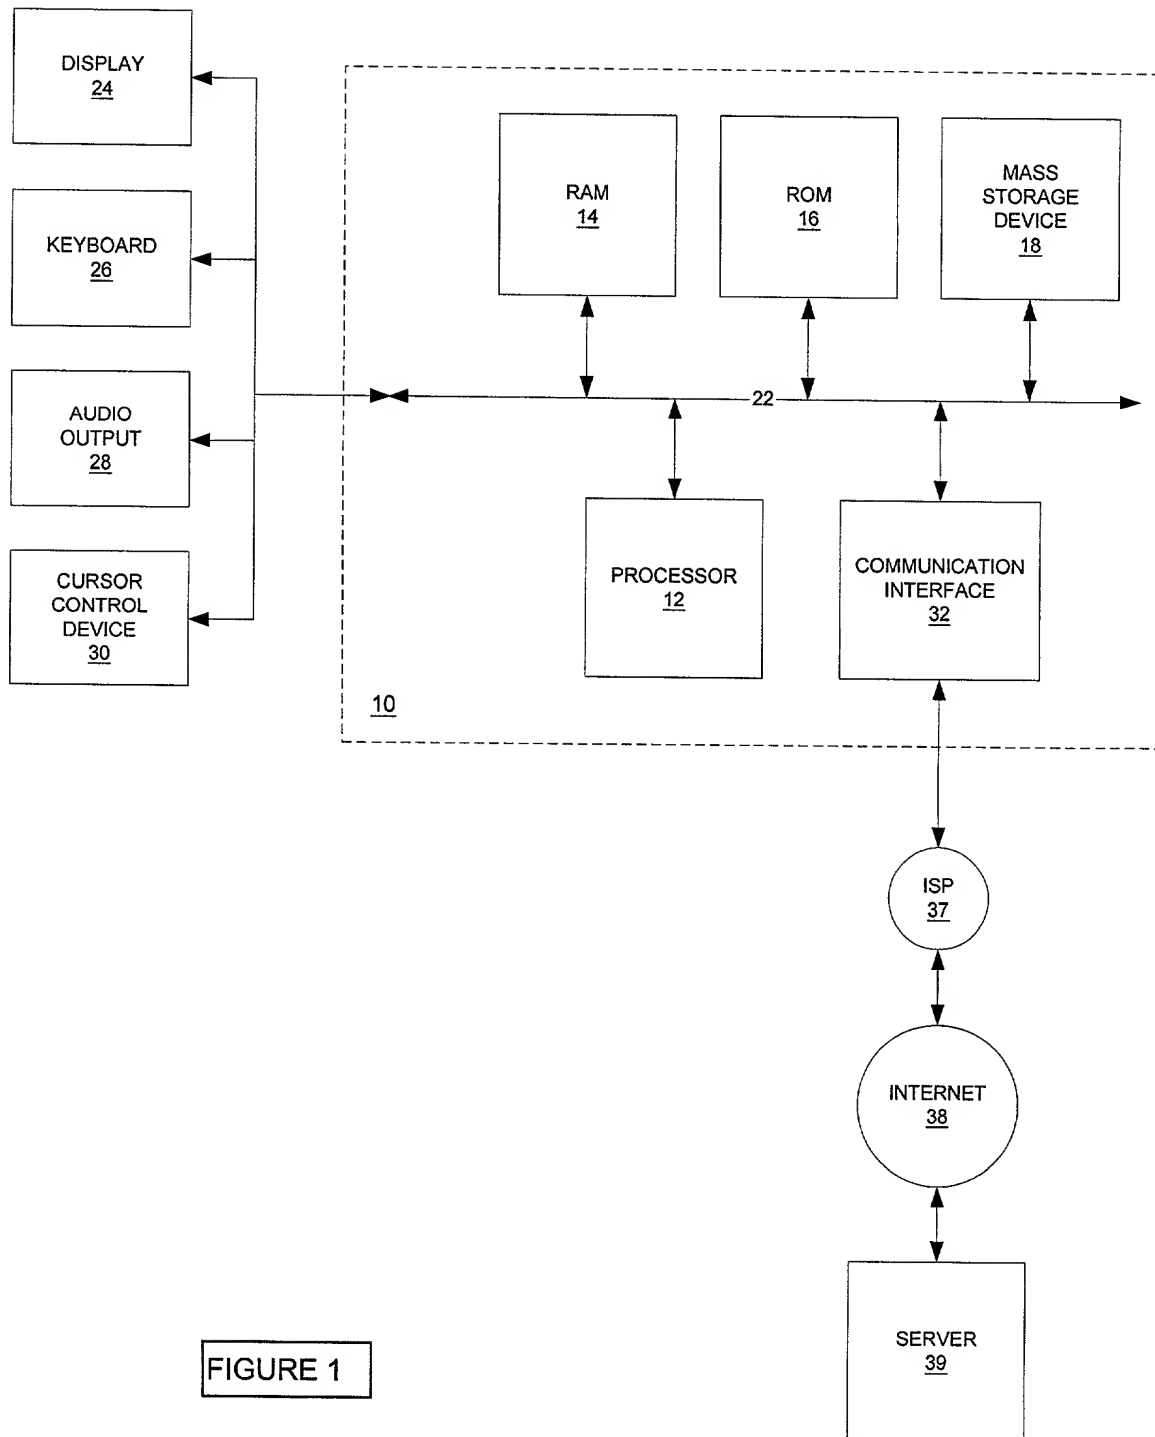 DISPLAY
24
KEYBOARD
26
AUDIO
OUTPUT
28
CURSOR
CONTROL
DEVICE
30
RAM
14
ROM
16
MASS
STORAGE
DEVICE
18
22
PROCESSOR
12
COMMUNICATION
INTERFACE
32
10
ISP
37
INTERNET
38
SERVER
39
FIGURE 1